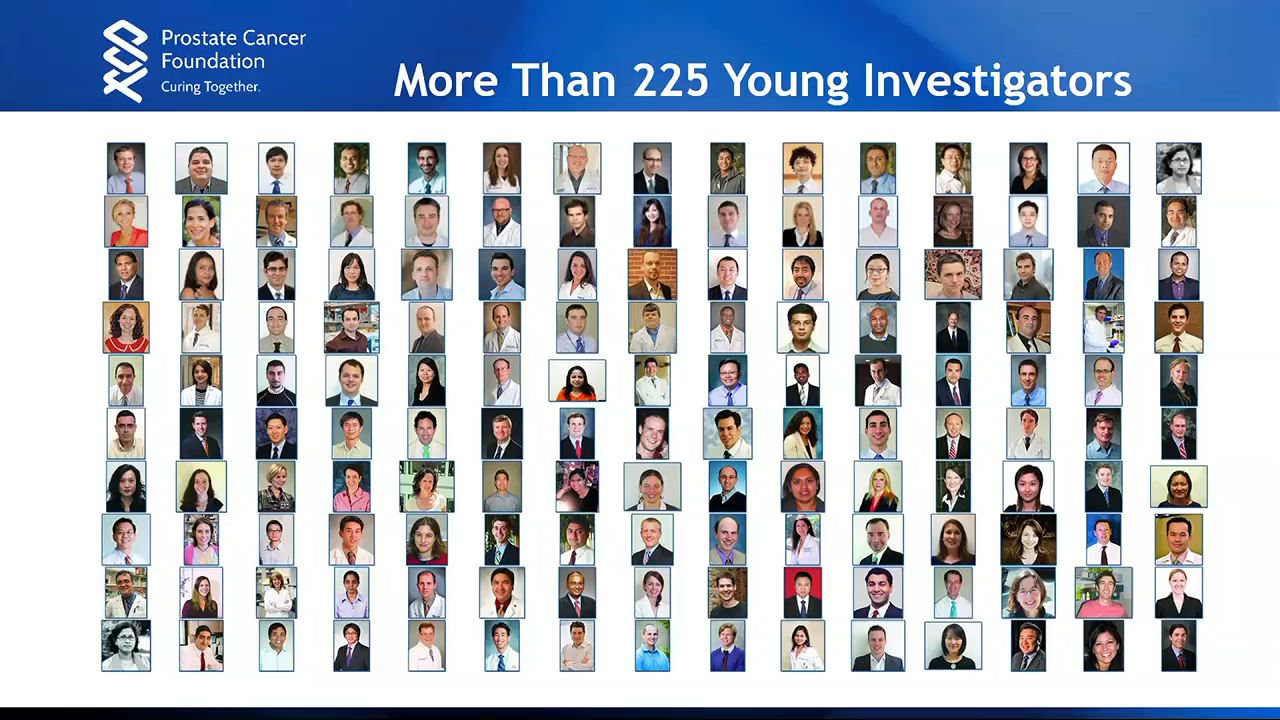 Prostate Cancer
Foundation
Curing Together.
More Than 225 Young Investigators